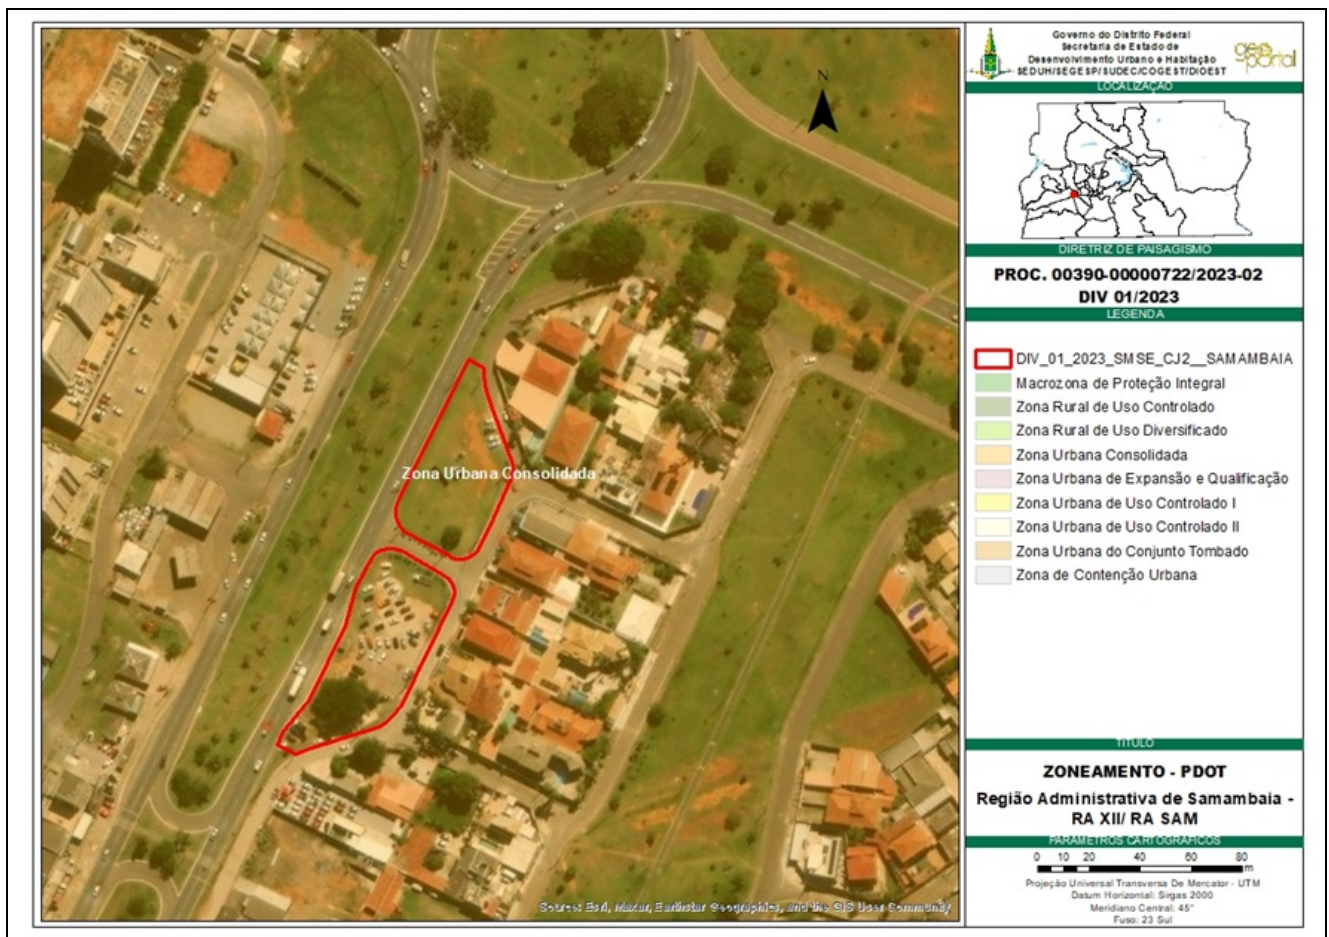 N
Zona Urbana Consolidada
Source: Esri, Maxar, Earthstar Geographics, and the GIS User Community
Governo do Distrito Federal
Secretaria de Estado de
Desenvolvimento Urbano e Habitação
SEDUH/SEGESP/SUDEC/COGEST/DIOEST
geo
portal
LOCALIZAÇÃO
DIRETRIZ DE PAISAGISMO
PROC. 00390-00000722/2023-02
DIV 01/2023
LEGENDA
DIV_01_2023_SMSE_CJ2__SAMAMBAIA
Macrozona de Proteção Integral
Zona Rural de Uso Controlado
Zona Rural de Uso Diversificado
Zona Urbana Consolidada
Zona Urbana de Expansão e Qualificação
Zona Urbana de Uso Controlado I
Zona Urbana de Uso Controlado II
Zona Urbana do Conjunto Tombado
Zona de Contenção Urbana
TÍTULO
ZONEAMENTO - PDOT
Região Administrativa de Samambaia -
RA XII/ RA SAM
PARÂMETROS CARTOGRÁFICOS
0 10 20 40 60 80
m
Projeção Universal Transversa De Mercator - UTM
Datum Horizontal: Sirgas 2000
Meridiano Central: 45°
Fuso: 23 Sul